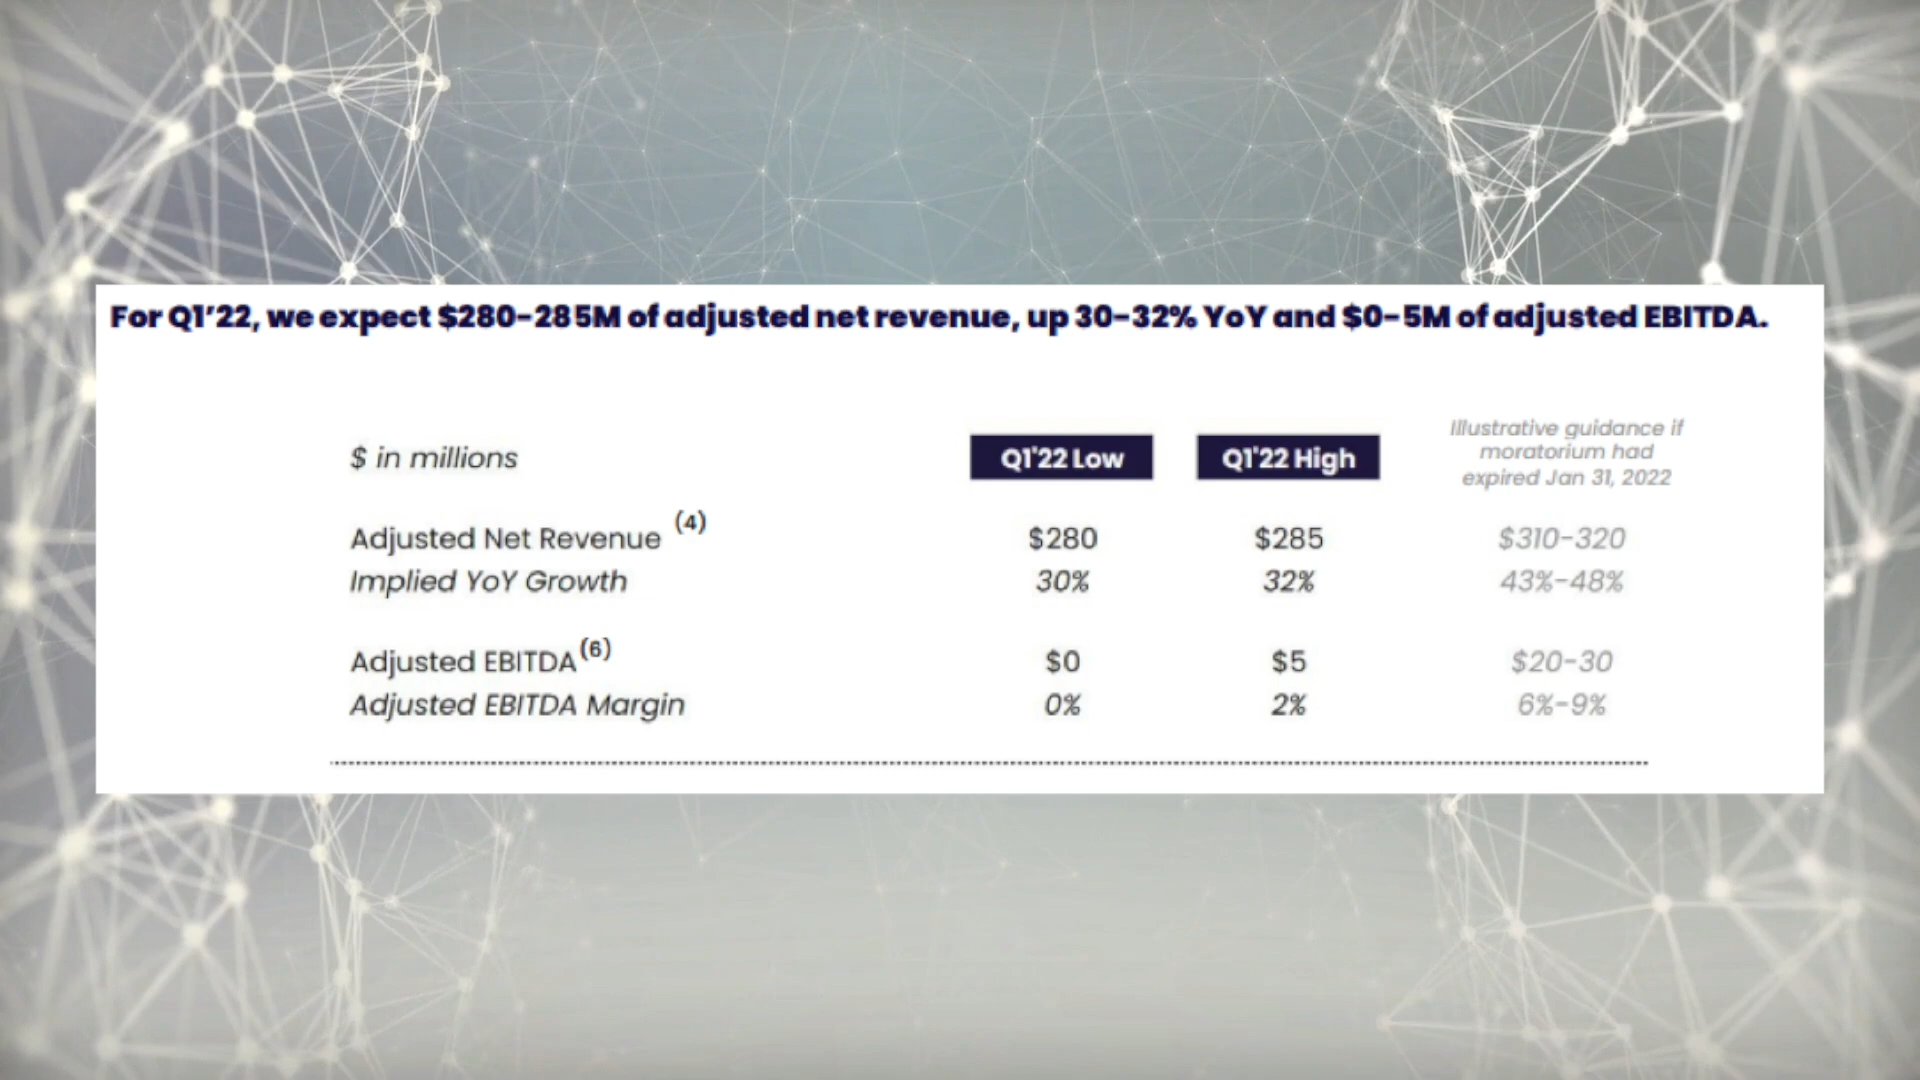 For Q1'22, we expect $280-285M of adjusted net revenue, up 30-32% YoY and $0-5M of adjusted EBITDA.
Illustrative guidance if
moratorium had
expired Jan 31, 2022
$ in millions Q1'22 Low Q1'22 High
Adjusted Net Revenue (4) $280 $285 $310-320
Implied YoY Growth 30% 32% 43%-48%
Adjusted EBITDA (6) $0 $5 $20-30
Adjusted EBITDA Margin 0% 2% 6%-9%